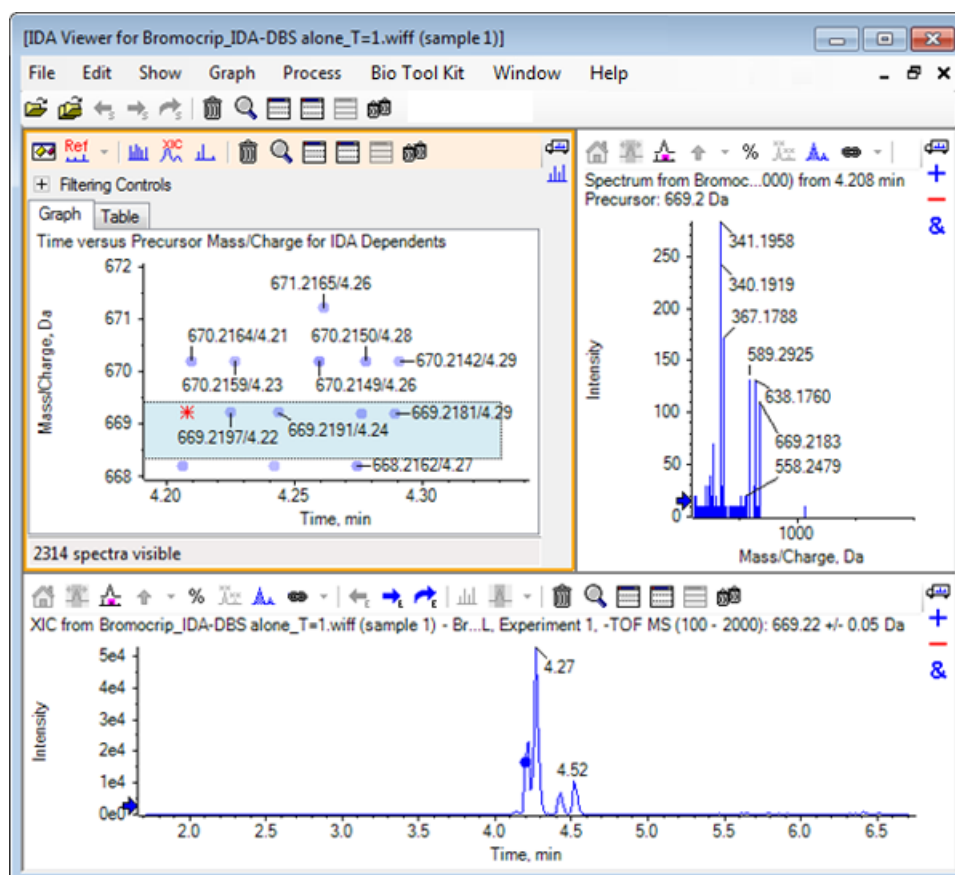 [IDA Viewer for Bromocrip_IDA-DBS alone_T=1.wiff (sample 1)]
File Edit Show Graph Process Bio Tool Kit Window Help
Ref
XIC
Filtering Controls
Graph Table
Time versus Precursor Mass/Charge for IDA Dependents
Mass/Charge, Da
672
671
670
669
668
671.2165/4.26
670.2164/4.21
670.2150/4.28
670.2142/4.29
670.2159/4.23
670.2149/4.26
669.2181/4.29
669.2197/4.22
669.2191/4.24
668.2162/4.27
4.20 4.25 4.30
Time, min
2314 spectra visible
%
Spectrum from Bromoc...000) from 4.208 min
Precursor: 669.2 Da
&
Intensity
250
200
150
100
50
0
341.1958
340.1919
367.1788
589.2925
638.1760
669.2183
558.2479
1000
Mass/Charge, Da
%
XIC from Bromocrip_IDA-DBS alone_T=1.wiff (sample 1) - Br...L, Experiment 1, -TOF MS (100 - 2000): 669.22 +/- 0.05 Da
&
Intensity
5e4
4e4
3e4
2e4
1e4
0e0
4.27
4.52
2.0 2.5 3.0 3.5 4.0 4.5 5.0 5.5 6.0 6.5
Time, min